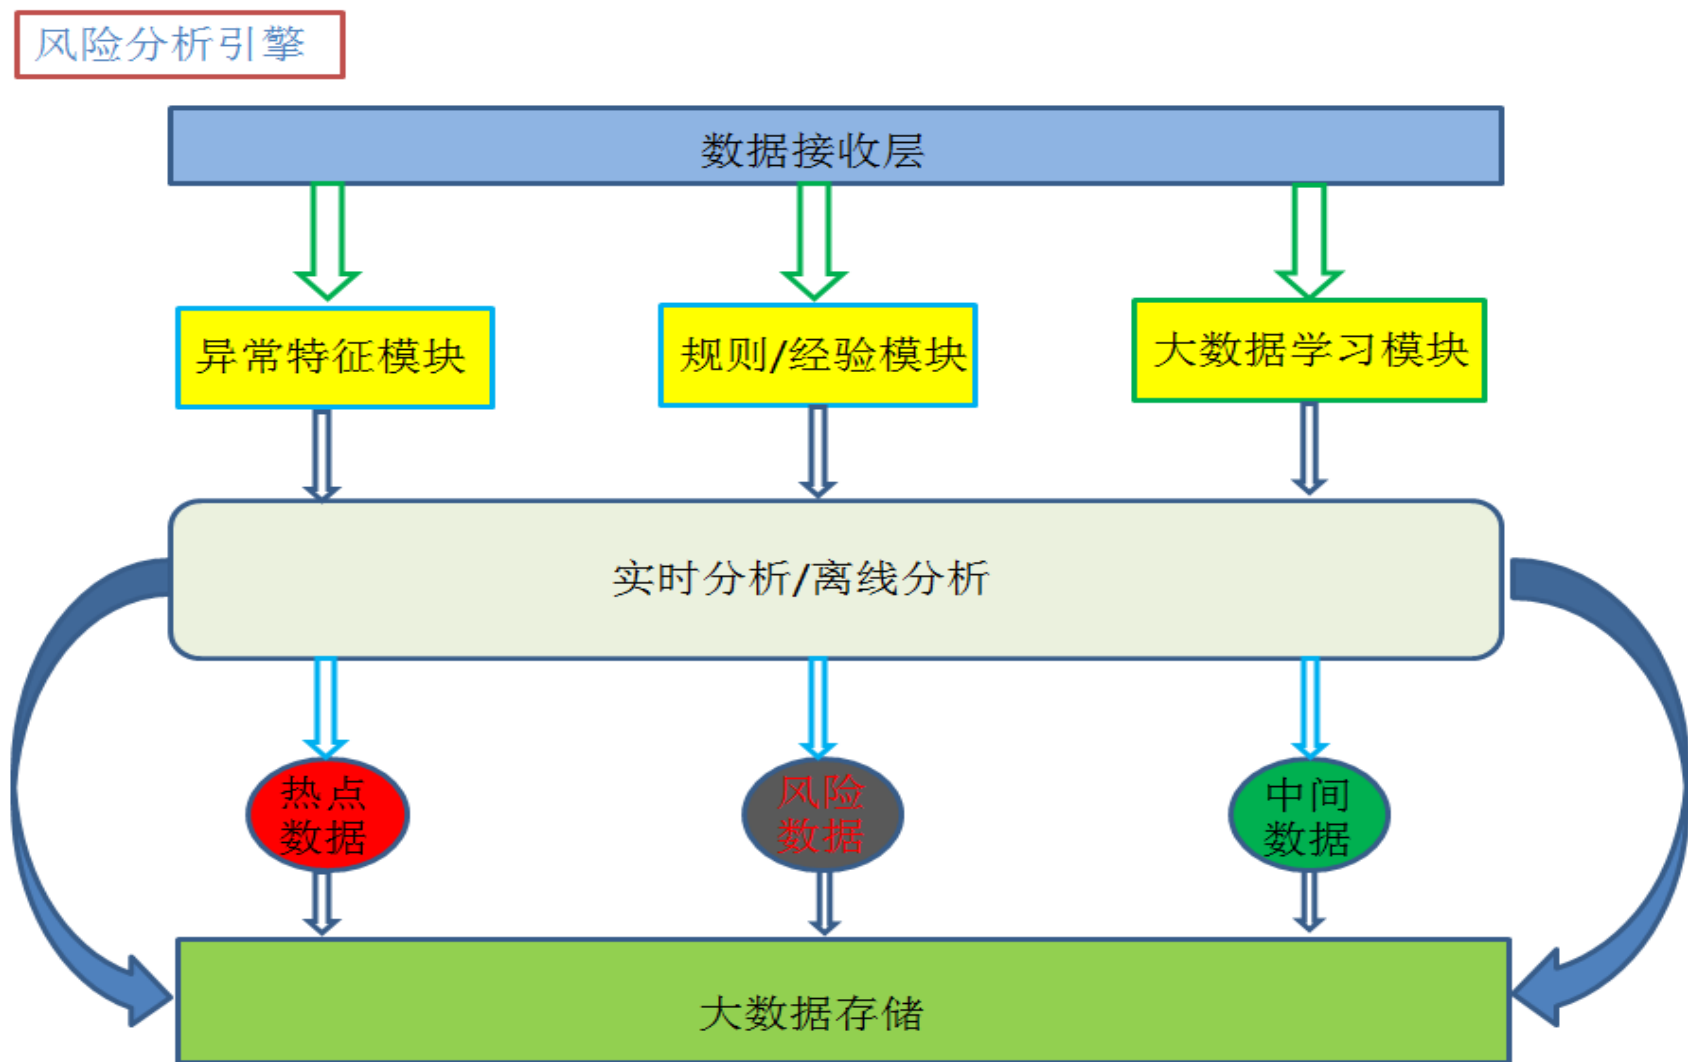 风险分析引擎
数据接收层
异常特征模块
规则/经验模块
大数据学习模块
实时分析/离线分析
热点
数据
风险
数据
中间
数据
大数据存储